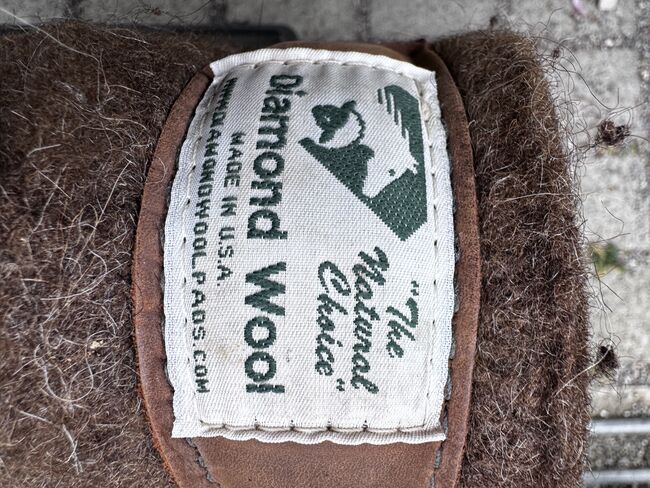 "The
Natural
Choice"
Diamond Wool
MADE IN U.S.A.
WWW.DIAMONDWOOLPADS.COM